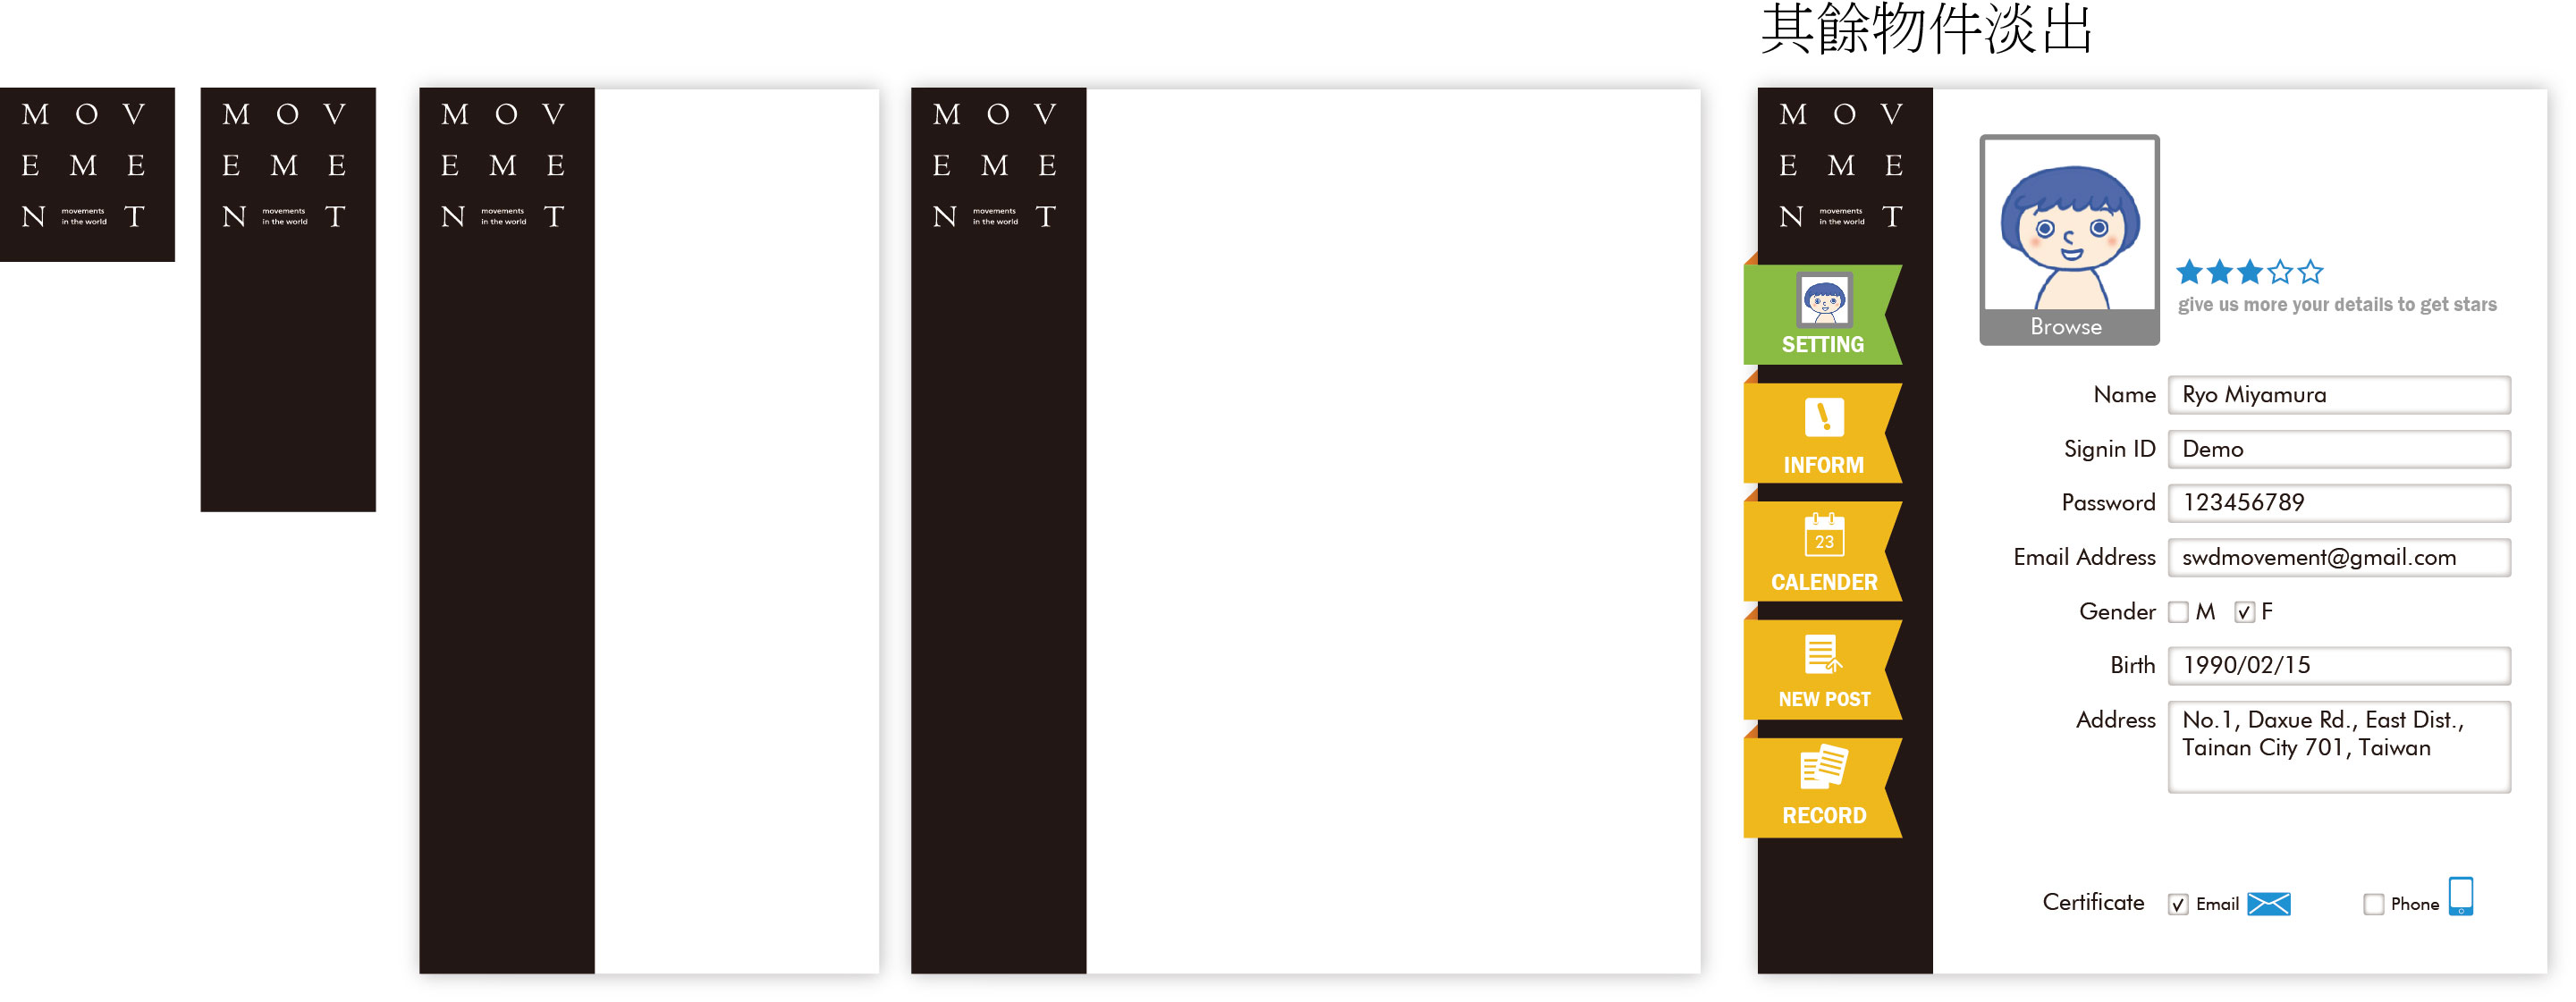 其餘物件淡出
M O V
E M E
N movements in the world T
M O V
E M E
N movements in the world T
M O V
E M E
N movements in the world T
M O V
E M E
N movements in the world T
M O V
E M E
N movements in the world T
SETTING
INFORM
23
CALENDER
NEW POST
RECORD
Browse
give us more your details to get stars
Name Ryo Miyamura
Signin ID Demo
Password 123456789
Email Address swdmovement@gmail.com
Gender M F
Birth 1990/02/15
Address No.1, Daxue Rd., East Dist.,
Tainan City 701, Taiwan
Certificate Email Phone